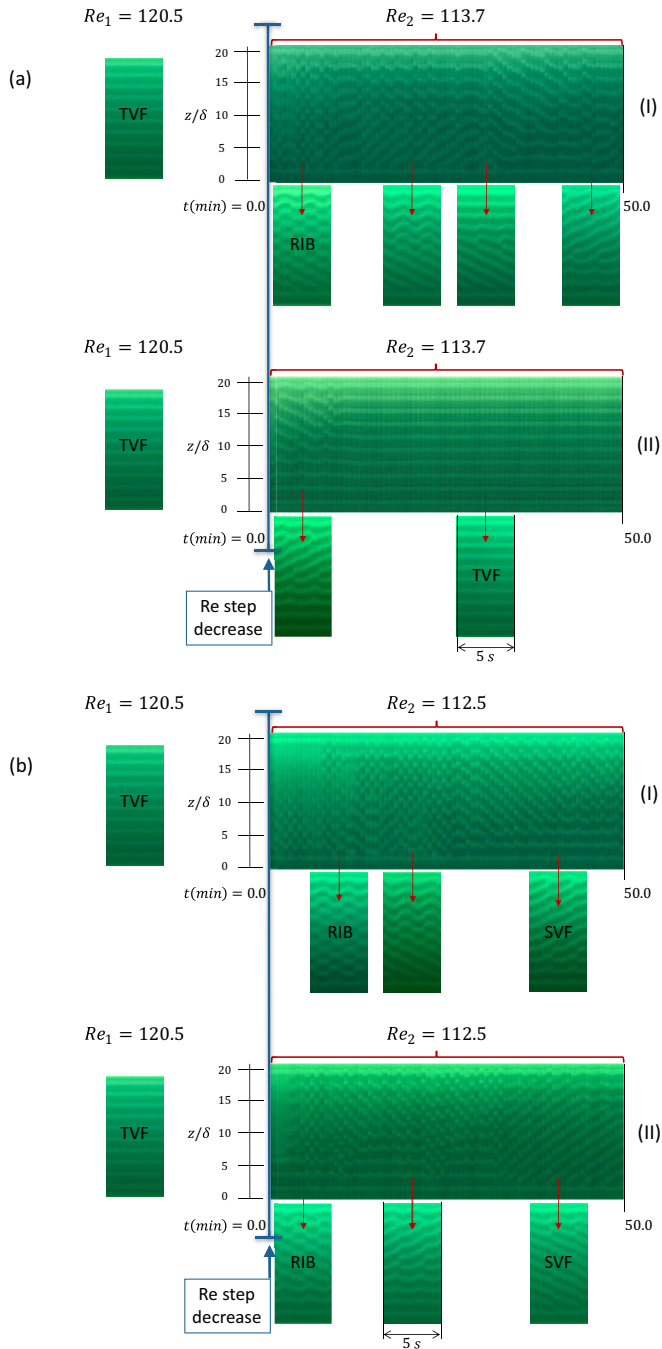 Re₁ = 120.5
Re₂ = 113.7
(a)
TVF
z/δ
20
15
10
5
0
(I)
t(min) = 0.0
50.0
RIB
Re₁ = 120.5
Re₂ = 113.7
TVF
z/δ
20
15
10
5
0
(II)
t(min) = 0.0
50.0
TVF
Re step
decrease
5 s
Re₁ = 120.5
Re₂ = 112.5
(b)
TVF
z/δ
20
15
10
5
0
(I)
t(min) = 0.0
50.0
RIB
SVF
Re₁ = 120.5
Re₂ = 112.5
TVF
z/δ
20
15
10
5
0
(II)
t(min) = 0.0
50.0
RIB
SVF
Re step
decrease
5 s